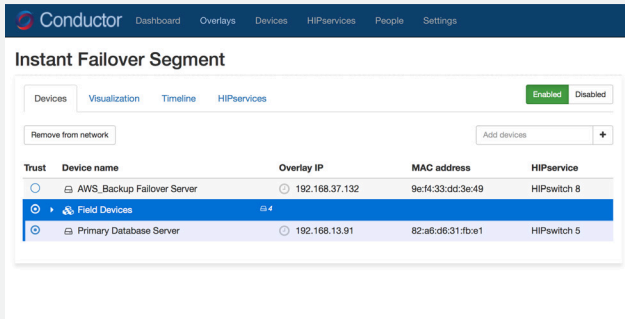 Conductor Dashboard Overlays Devices HIPservices People Settings
Instant Failover Segment
Devices Visualization Timeline HIPservices Enabled Disabled
Remove from network Add devices +
Trust Device name Overlay IP MAC address HIPservice
AWS_Backup Failover Server 192.168.37.132 9e:f4:33:dd:3e:49 HIPswitch 8
Field Devices 4
Primary Database Server 192.168.13.91 82:a6:d6:31:fb:e1 HIPswitch 5